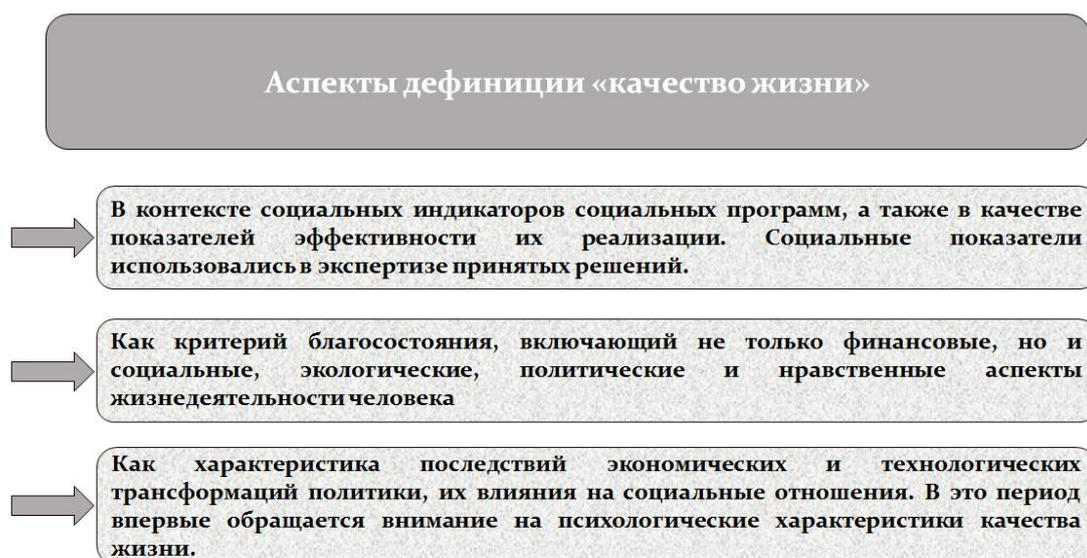 Аспекты дефиниции «качество жизни»
В контексте социальных индикаторов социальных программ, а также в качестве
показателей эффективности их реализации. Социальные показатели
использовались в экспертизе принятых решений.
Как критерий благосостояния, включающий не только финансовые, но и
социальные, экологические, политические и нравственные аспекты
жизнедеятельности человека
Как характеристика последствий экономических и технологических
трансформаций политики, их влияния на социальные отношения. В это период
впервые обращается внимание на психологические характеристики качества
жизни.